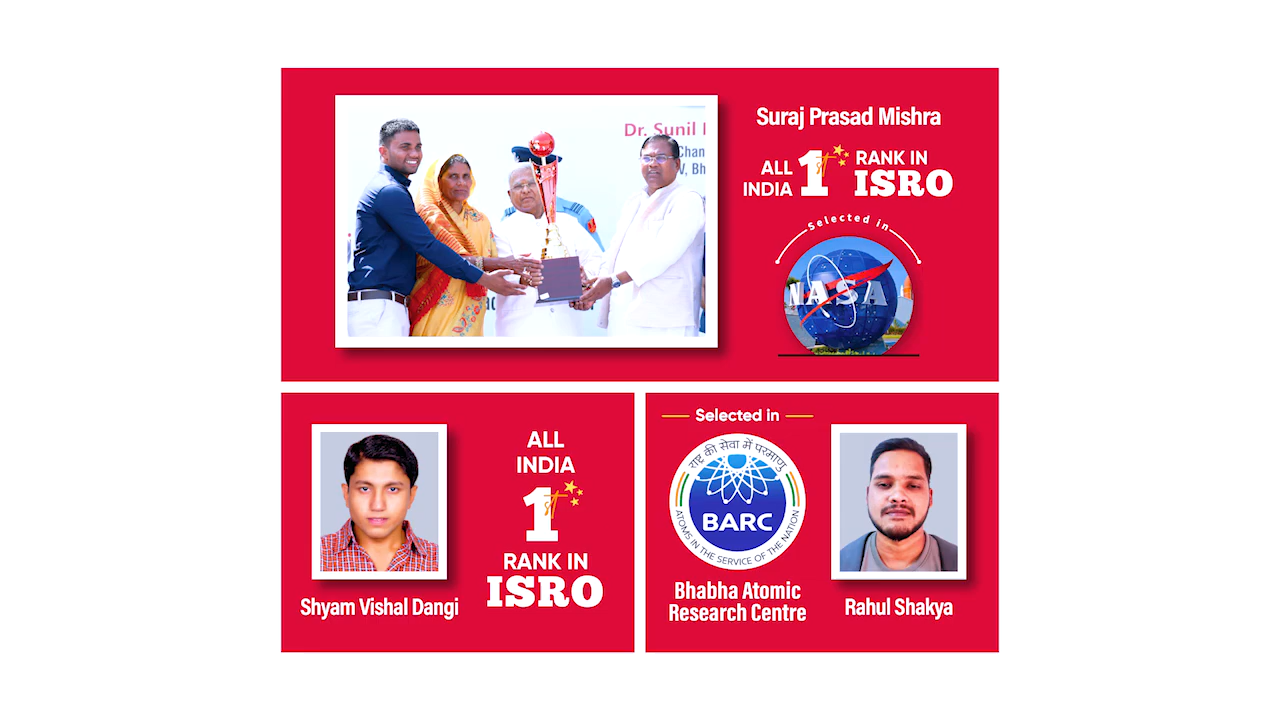 Dr. Sunil
Chan
V, Bh
Suraj Prasad Mishra
ALL INDIA 1st RANK IN ISRO
Selected in
NASA
Shyam Vishal Dangi
ALL
INDIA
1st
RANK IN
ISRO
Selected in
राष्ट्र की सेवा में परमाणु
BARC
ATOMS IN THE SERVICE OF THE NATION
Bhabha Atomic
Research Centre
Rahul Shakya